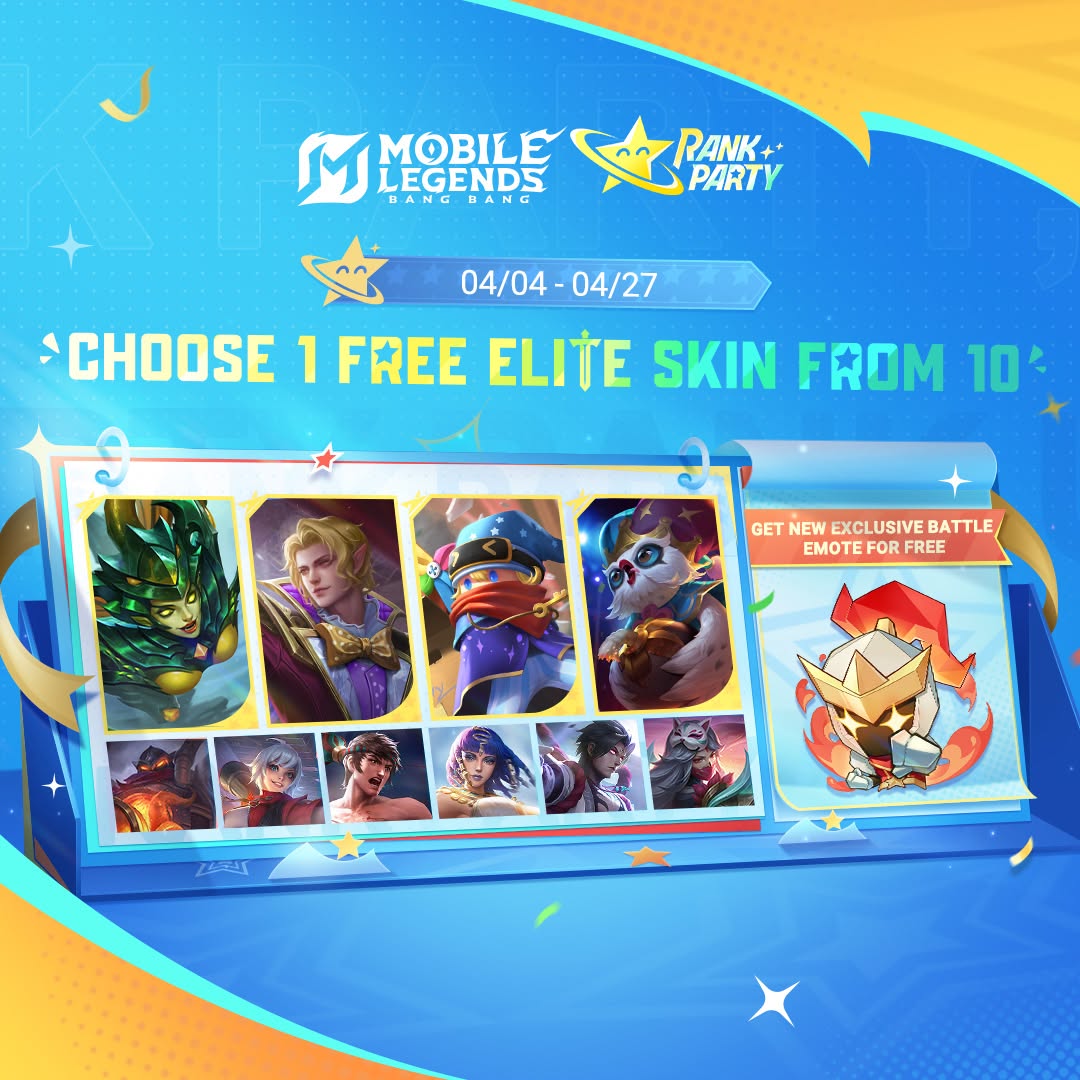 MOBILE
LEGENDS
BANG BANG
RANK
PARTY
04/04 - 04/27
CHOOSE 1 FREE ELITE SKIN FROM 10
GET NEW EXCLUSIVE BATTLE
EMOTE FOR FREE